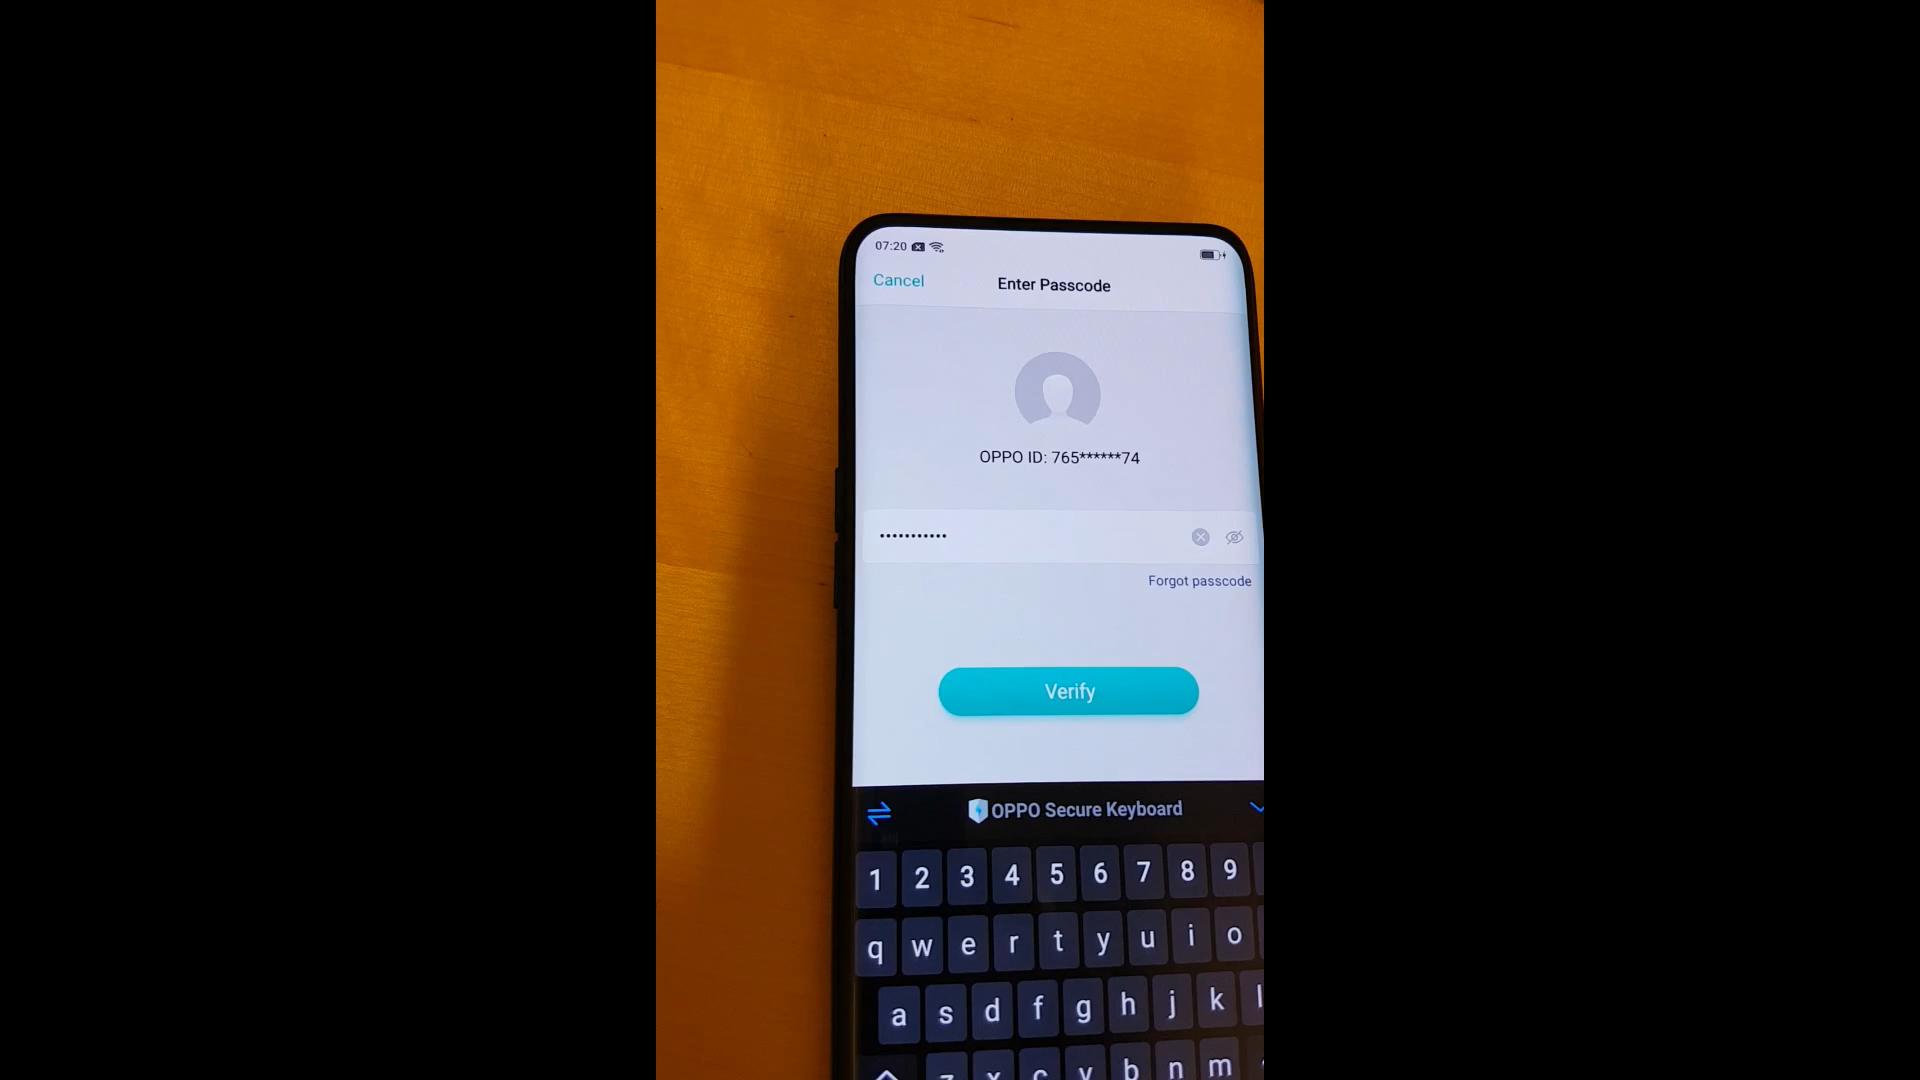 07:20
Cancel
Enter Passcode
OPPO ID: 765******74
•••••••••••
Forgot passcode
Verify
OPPO Secure Keyboard
1 2 3 4 5 6 7 8 9
q w e r t y u i o
a s d f g h j k l
z x c v b n m